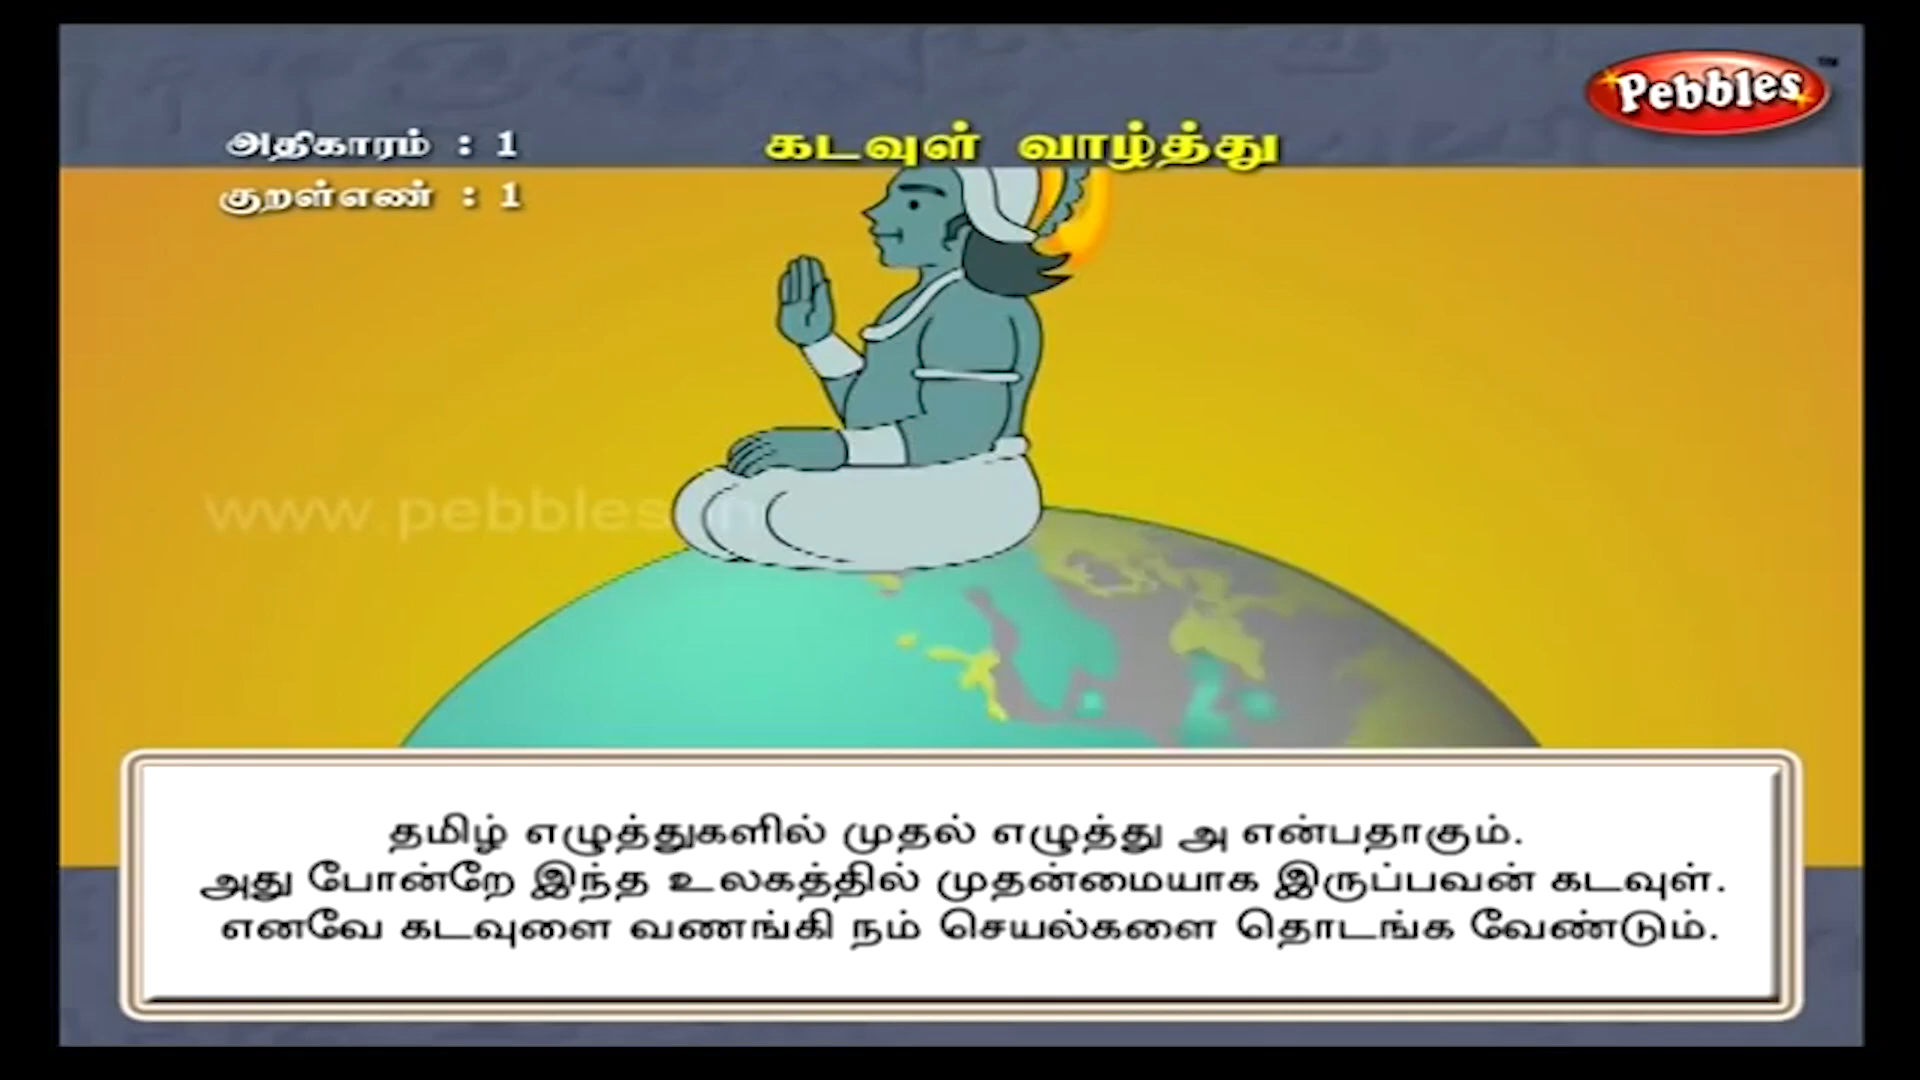 Pebbles™
அதிகாரம் : 1
கடவுள் வாழ்த்து
குறள்எண் : 1
www.pebbles
தமிழ் எழுத்துகளில் முதல் எழுத்து அ என்பதாகும்.
அது போன்றே இந்த உலகத்தில் முதன்மையாக இருப்பவன் கடவுள்.
எனவே கடவுளை வணங்கி நம் செயல்களை தொடங்க வேண்டும்.